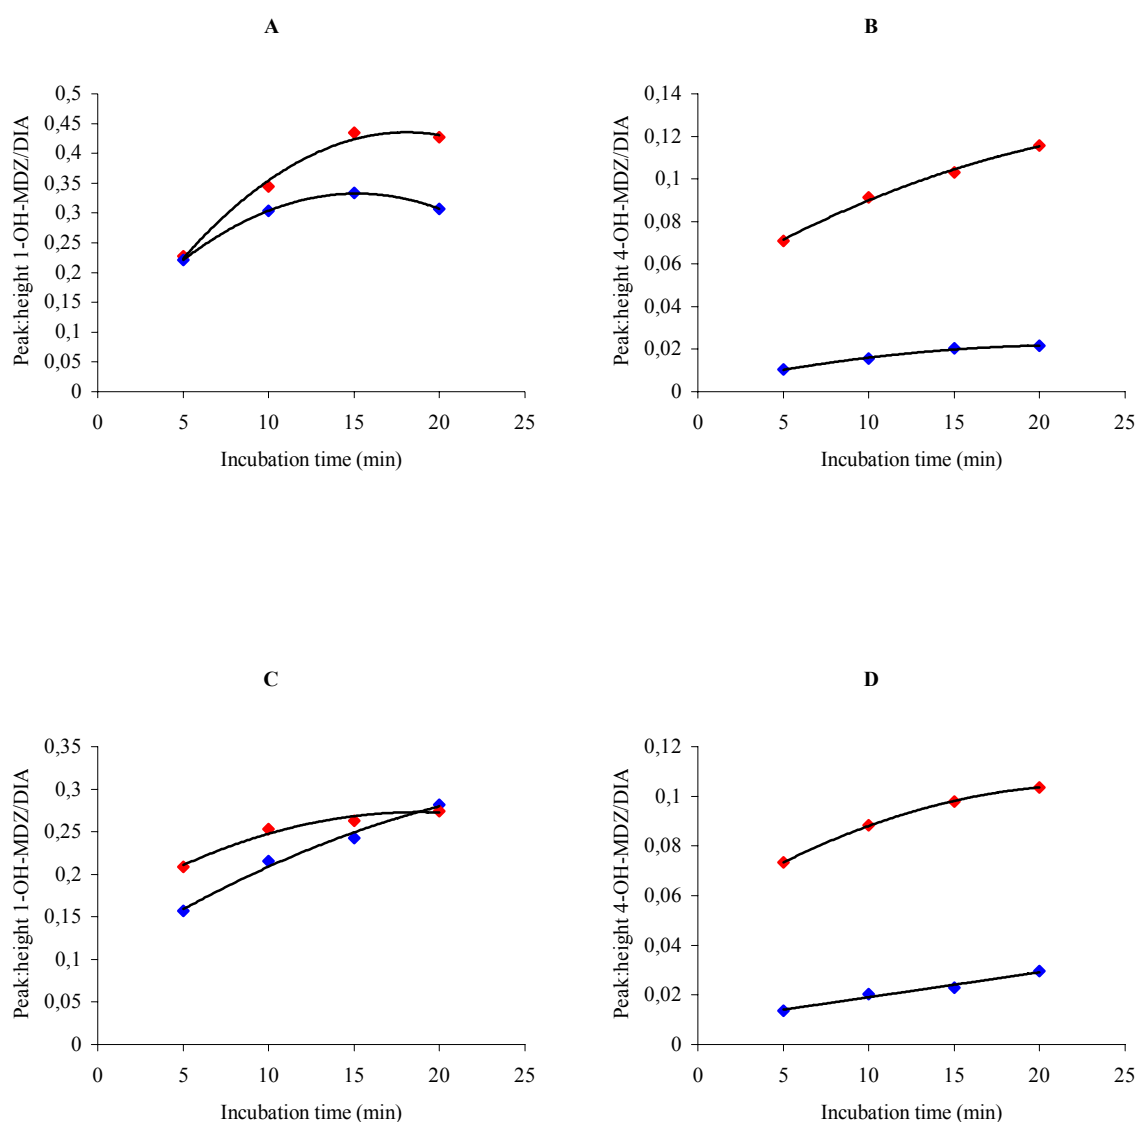 A
Peak:height 1-OH-MDZ/DIA
0,5
0,45
0,4
0,35
0,3
0,25
0,2
0,15
0,1
0,05
0
0 5 10 15 20 25
Incubation time (min)
B
Peak:height 4-OH-MDZ/DIA
0,14
0,12
0,1
0,08
0,06
0,04
0,02
0
0 5 10 15 20 25
Incubation time (min)
C
Peak:height 1-OH-MDZ/DIA
0,35
0,3
0,25
0,2
0,15
0,1
0,05
0
0 5 10 15 20 25
Incubation time (min)
D
Peak:height 4-OH-MDZ/DIA
0,12
0,1
0,08
0,06
0,04
0,02
0
0 5 10 15 20 25
Incubation time (min)